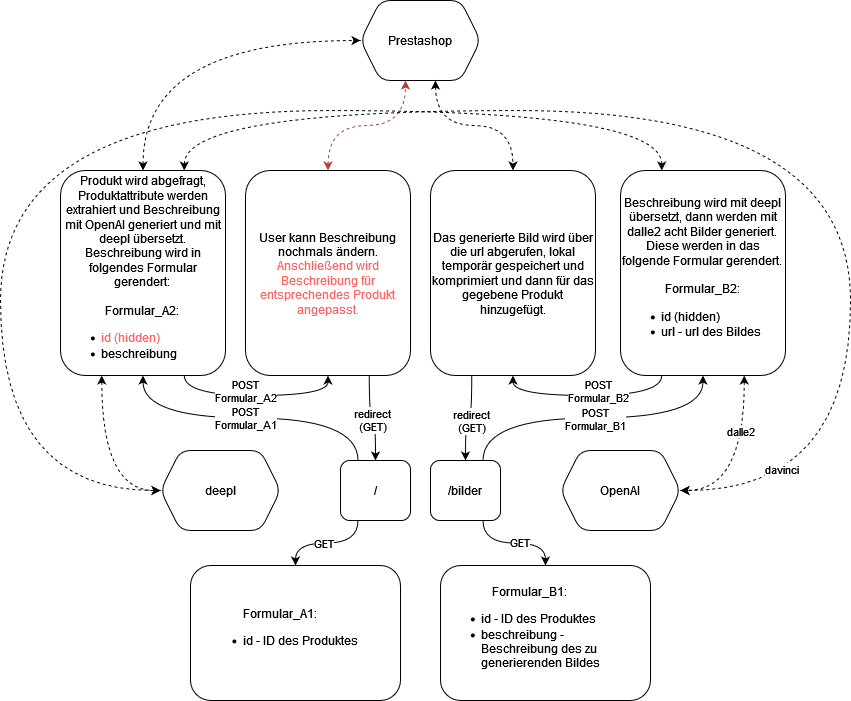 Prestashop
Produkt wird abgefragt,
Produktattribute werden
extrahiert und Beschreibung
mit OpenAI generiert und mit
deepl übersetzt.
Beschreibung wird in
folgendes Formular
gerendert:
Formular_A2:
id (hidden)
beschreibung
User kann Beschreibung
nochmals ändern.
Anschließend wird
Beschreibung für
entsprechendes Produkt
angepasst.
Das generierte Bild wird über
die url abgerufen, lokal
temporär gespeichert und
komprimiert und dann für das
gegebene Produkt
hinzugefügt.
Beschreibung wird mit deepl
übersetzt, dann werden mit
dalle2 acht Bilder generiert.
Diese werden in das
folgende Formular gerendert.
Formular_B2:
id (hidden)
url - url des Bildes
POST
Formular_A2
POST
Formular_A1
redirect
(GET)
redirect
(GET)
POST
Formular_B2
POST
Formular_B1
dalle2
davinci
deepl
/
/bilder
OpenAI
GET
GET
Formular_A1:
id - ID des Produktes
Formular_B1:
id - ID des Produktes
beschreibung -
Beschreibung des zu
generierenden Bildes